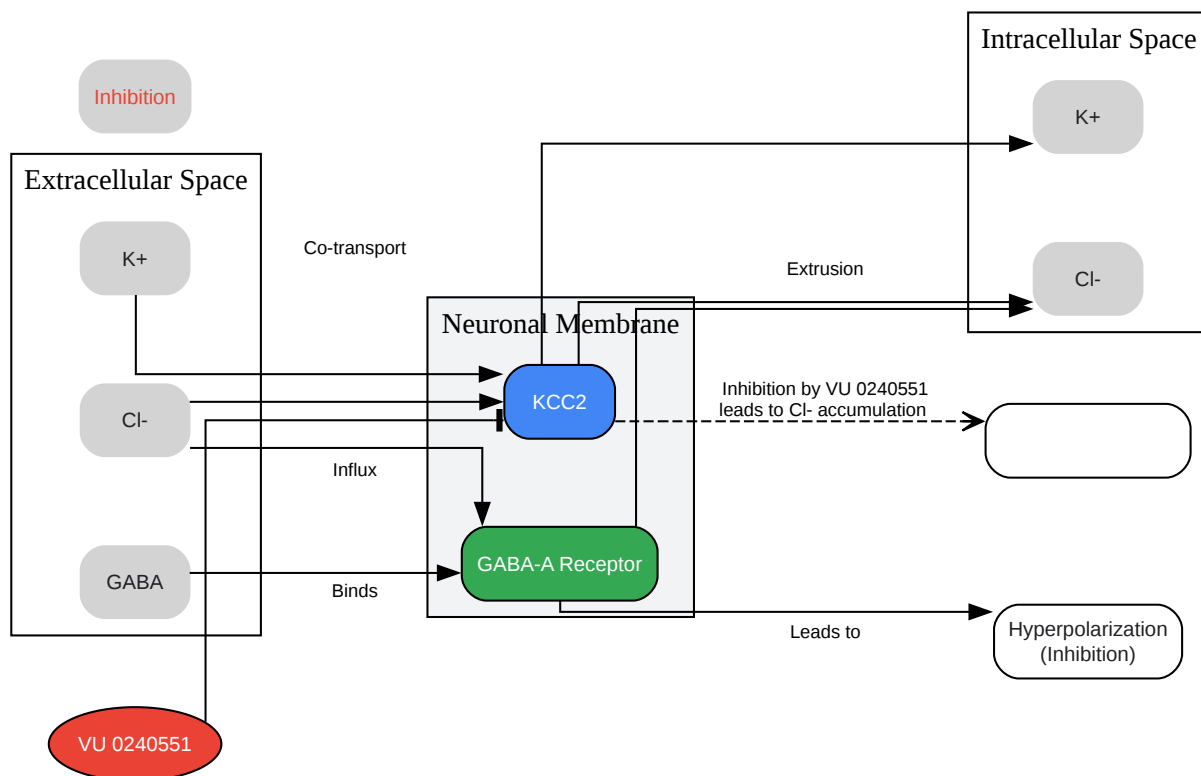 Intracellular Space
Inhibition
K+
Extracellular Space
K+
Co-transport
Extrusion
Cl-
Neuronal Membrane
Inhibition by VU 0240551
leads to Cl- accumulation
KCC2
Cl-
Influx
GABA-A Receptor
GABA
Binds
Leads to
Hyperpolarization
(Inhibition)
VU 0240551